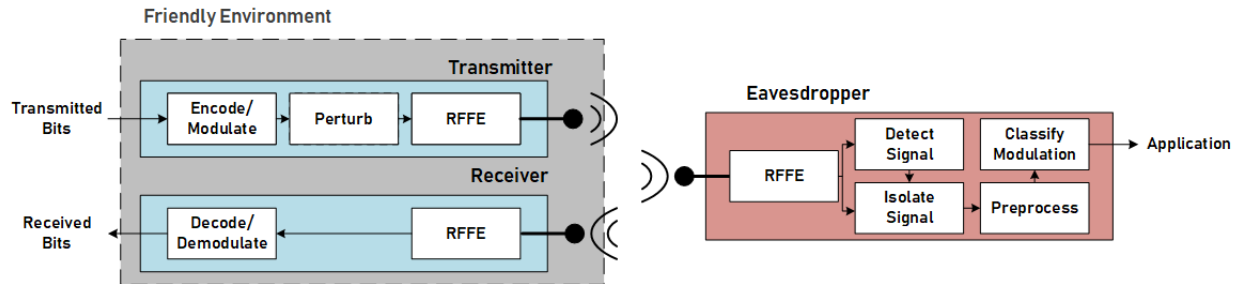 Friendly Environment
Transmitter
Transmitted
Bits
Encode/
Modulate
Perturb
RFFE
Receiver
Received
Bits
Decode/
Demodulate
RFFE
Eavesdropper
RFFE
Detect
Signal
Classify
Modulation
Application
Isolate
Signal
Preprocess